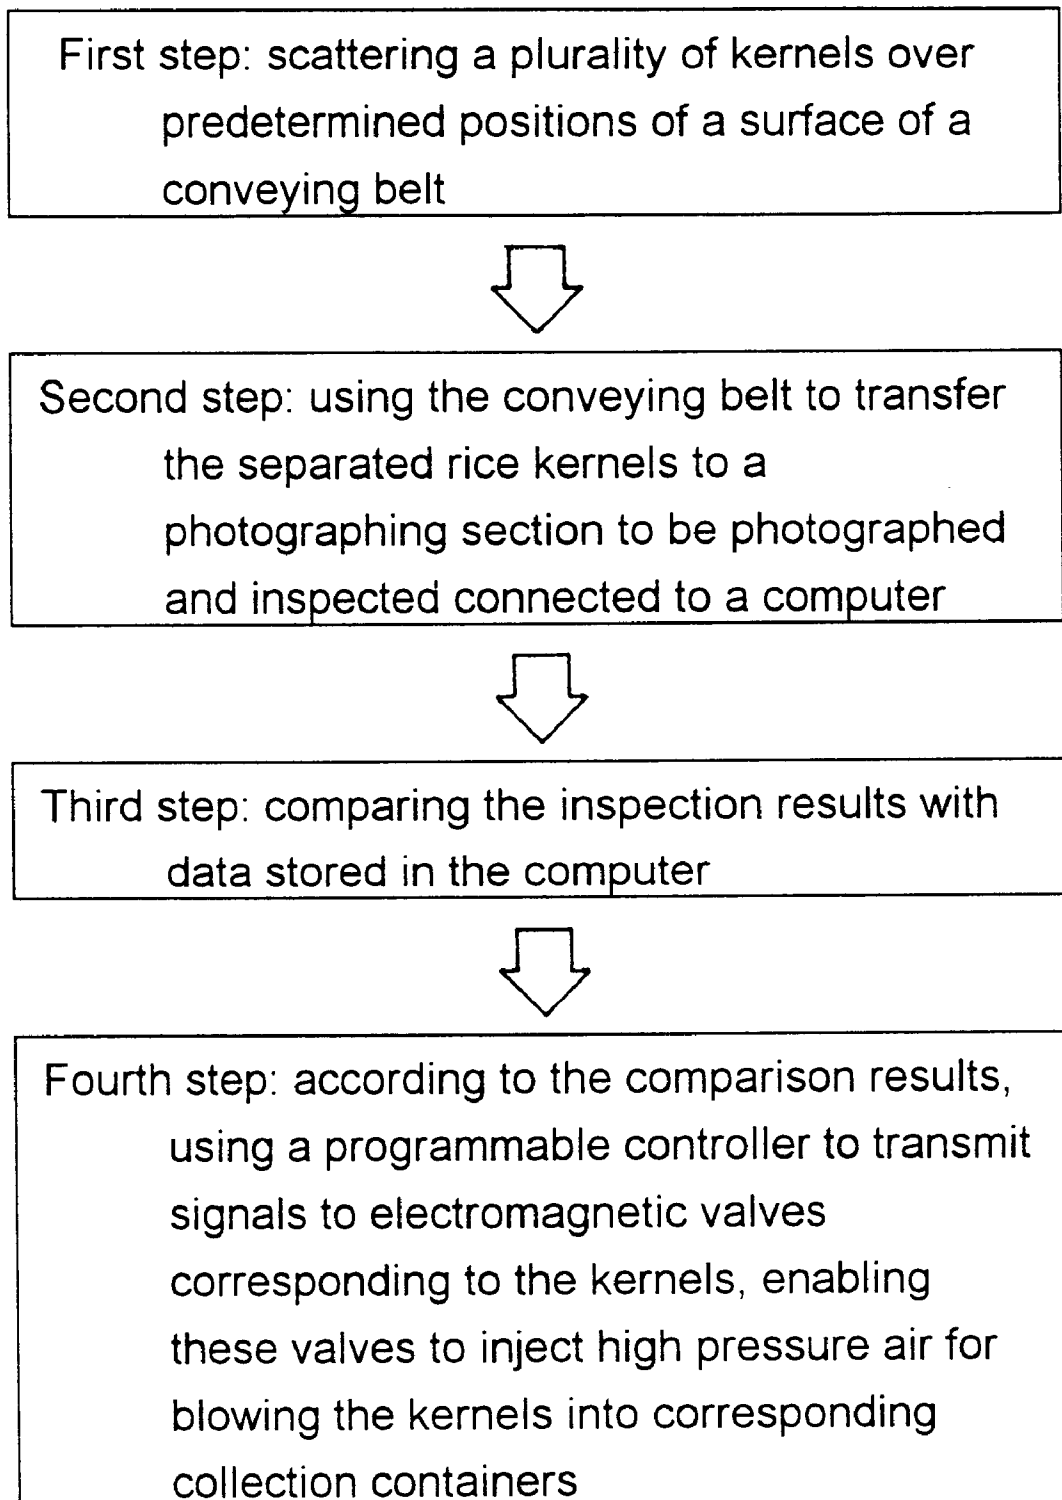 First step: scattering a plurality of kernels over
predetermined positions of a surface of a
conveying belt
Second step: using the conveying belt to transfer
the separated rice kernels to a
photographing section to be photographed
and inspected connected to a computer
Third step: comparing the inspection results with
data stored in the computer
Fourth step: according to the comparison results,
using a programmable controller to transmit
signals to electromagnetic valves
corresponding to the kernels, enabling
these valves to inject high pressure air for
blowing the kernels into corresponding
collection containers